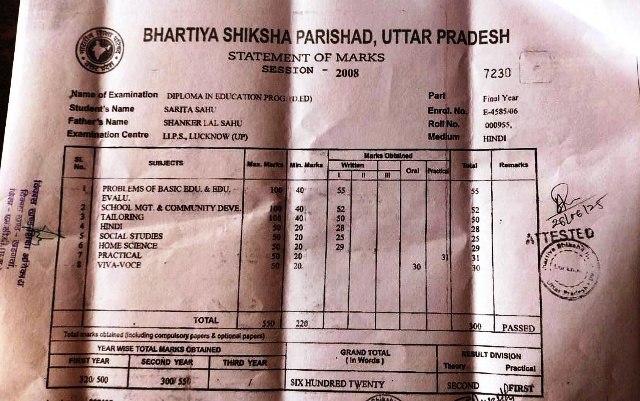 BHARTIYA SHIKSHA PARISHAD, UTTAR PRADESH
STATEMENT OF MARKS
SESSION - 2008
7230
Name of Examination DIPLOMA IN EDUCATION PROG. (D.ED) Part Final Year
Student's Name SARITA SAHU Enrol. No. E-4585/06
Father's Name SHANKER LAL SAHU Roll No. 000955,
Examination Centre I.I.P.S., LUCKNOW (UP) Medium HINDI
Sl. No. SUBJECTS Max. Marks Min. Marks Marks Obtained Total Remarks
Written Oral Practical
I II III
1 PROBLEMS OF BASIC EDU. & EDU. EVALU. 100 40 55 55
2 SCHOOL MGT. & COMMUNITY DEVE. 100 40 52 52
3 TAILORING 100 40 50 50
4 HINDI 50 20 28 28
5 SOCIAL STUDIES 50 20 25 25
6 HOME SCIENCE 50 20 29 29
7 PRACTICAL 50 20 31 31
8 VIVA-VOCE 50 20 30 30
TOTAL 550 220 300 PASSED
Total marks obtained (including compulsory papers & optional papers)
YEAR WISE TOTAL MARKS OBTAINED GRAND TOTAL RESULT DIVISION
FIRST YEAR SECOND YEAR THIRD YEAR (In Words) Theory Practical
320/ 500 300/ 550 / SIX HUNDRED TWENTY SECOND FIRST
ATTESTED